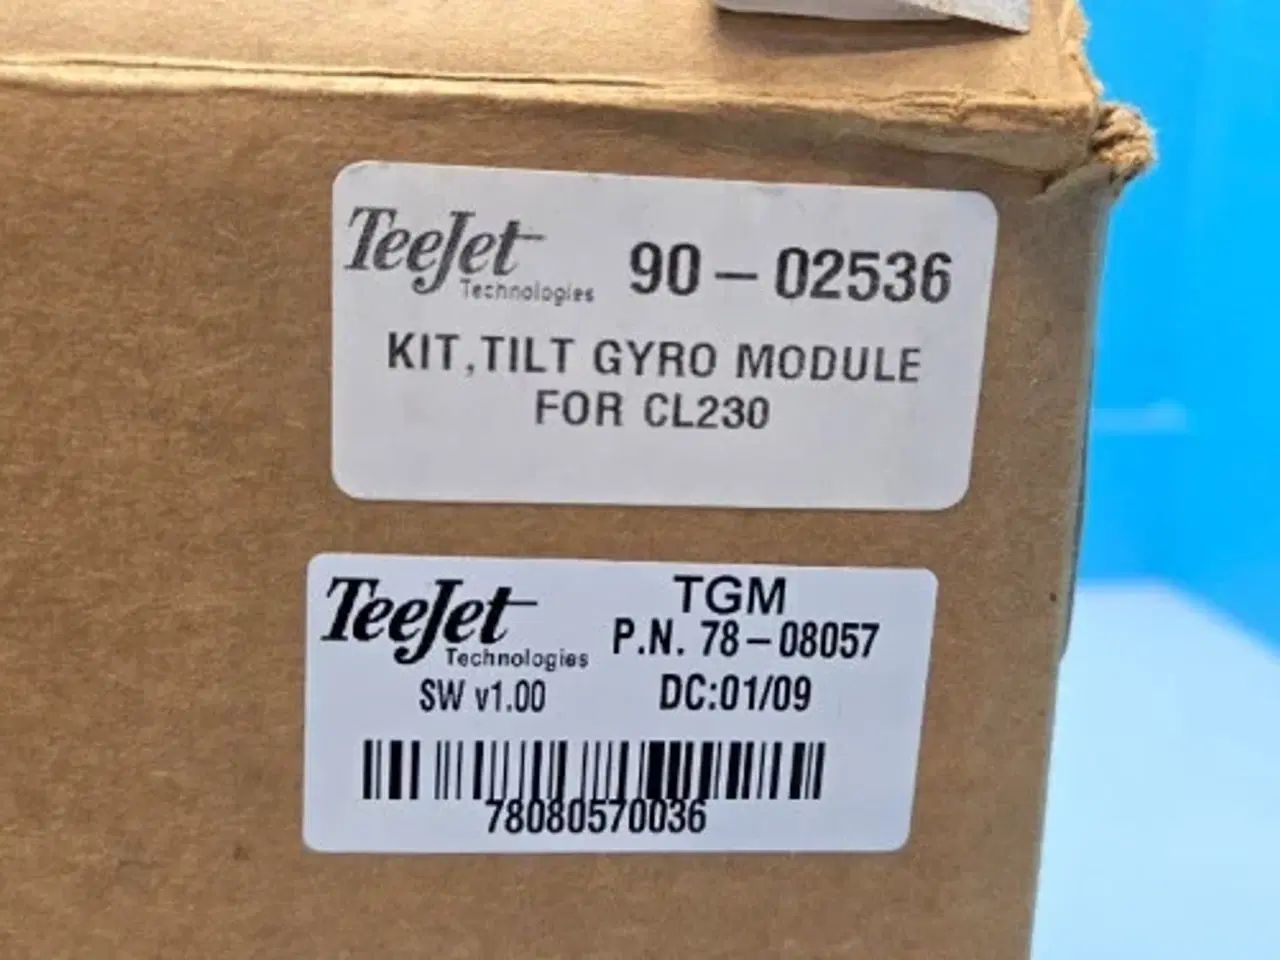 TeeJet 90-02536
Technologies
KIT,TILT GYRO MODULE
FOR CL230
TeeJet TGM
Technologies P.N. 78-08057
SW v1.00 DC:01/09
78080570036